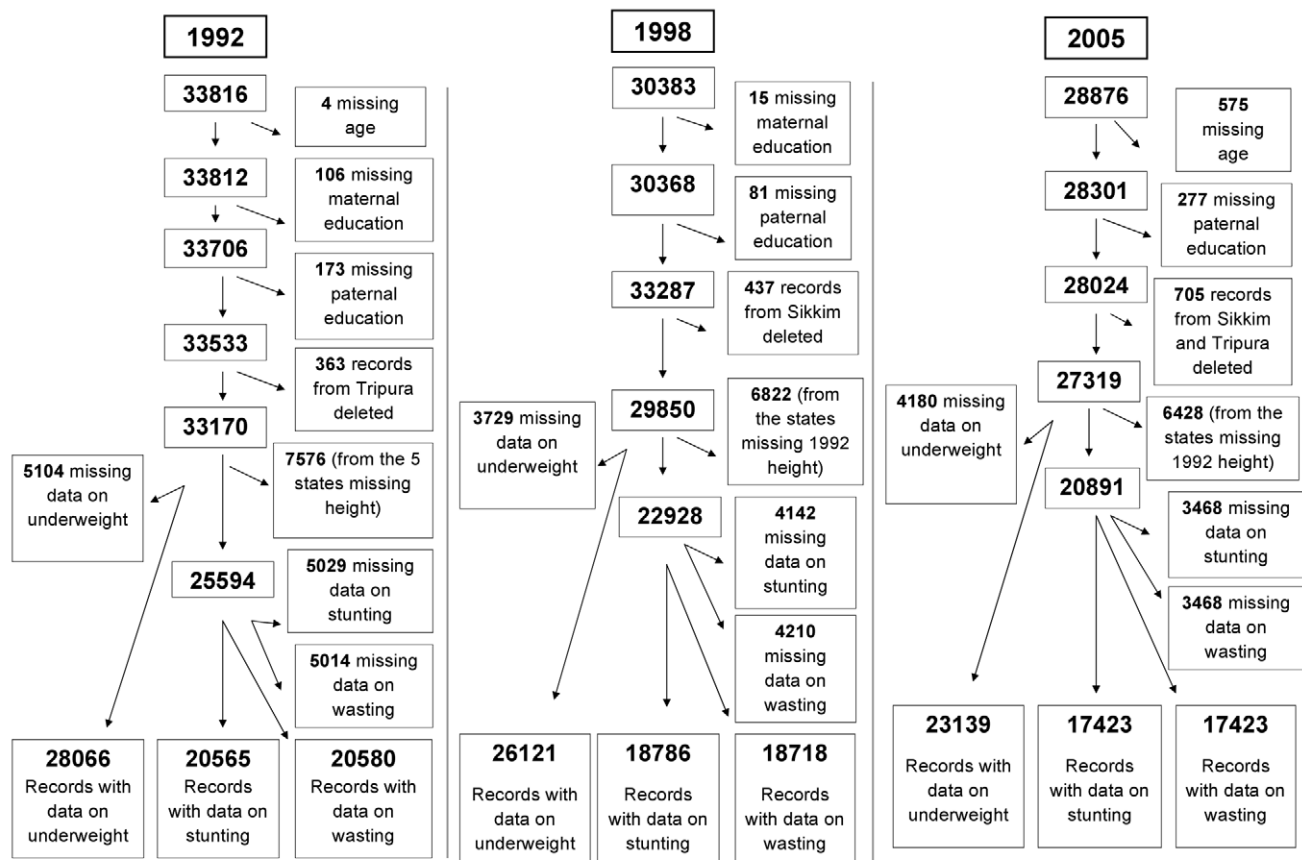 1992
33816
4 missing
age
33812
106 missing
maternal
education
33706
173 missing
paternal
education
33533
363 records
from Tripura
deleted
33170
7576 (from the 5
states missing
height)
5104 missing
data on
underweight
25594
5029 missing
data on
stunting
5014 missing
data on
wasting
28066
Records with
data on
underweight
20565
Records
with data on
stunting
20580
Records with
data on
wasting
1998
30383
15 missing
maternal
education
30368
81 missing
paternal
education
33287
437 records
from Sikkim
deleted
29850
6822 (from
the states
missing 1992
height)
3729 missing
data on
underweight
22928
4142
missing
data on
stunting
4210
missing
data on
wasting
26121
Records with
data on
underweight
18786
Records
with data on
stunting
18718
Records with
data on
wasting
2005
28876
575
missing
age
28301
277 missing
paternal
education
28024
705 records
from Sikkim
and Tripura
deleted
27319
6428 (from the
states missing
1992 height)
4180 missing
data on
underweight
20891
3468 missing
data on
stunting
3468 missing
data on
wasting
23139
Records with
data on
underweight
17423
Records
with data on
stunting
17423
Records with
data on
wasting